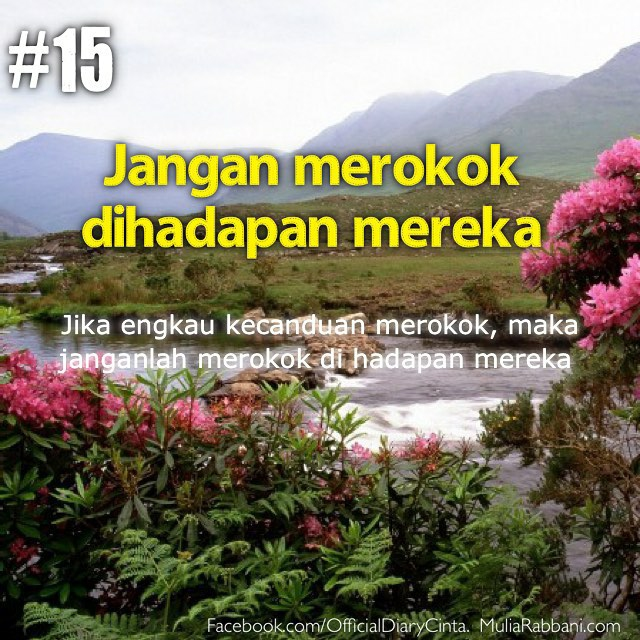 #15
Jangan merokok
dihadapan mereka
Jika engkau kecanduan merokok, maka
janganlah merokok di hadapan mereka
Facebook.com/OfficialDiaryCinta. MuliaRabbani.com